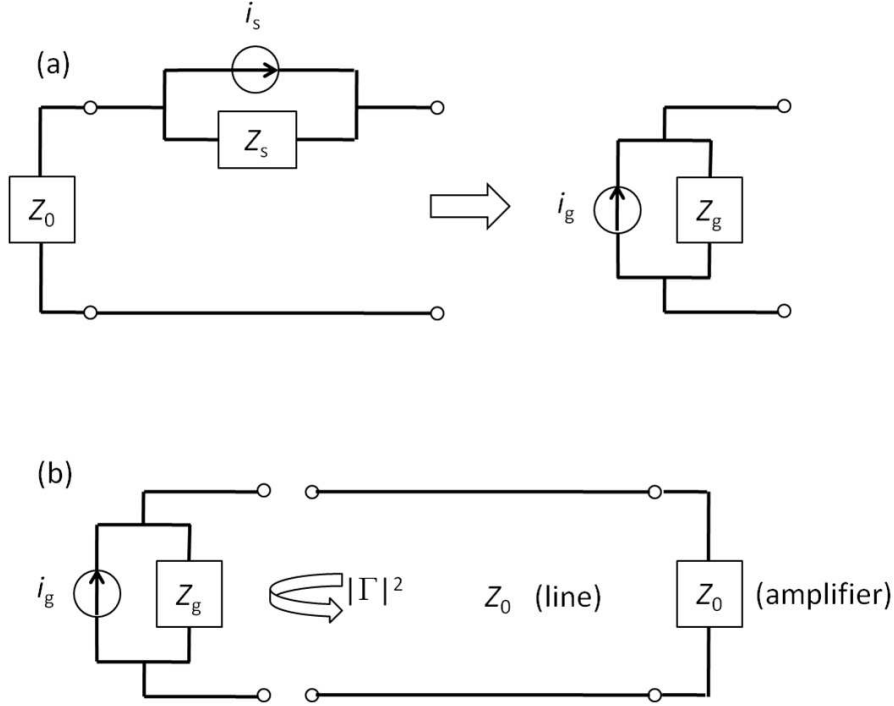 (a)
i_s
Z_s
Z_0
i_g
Z_g
(b)
i_g
Z_g
|Γ|²
Z_0 (line)
Z_0 (amplifier)